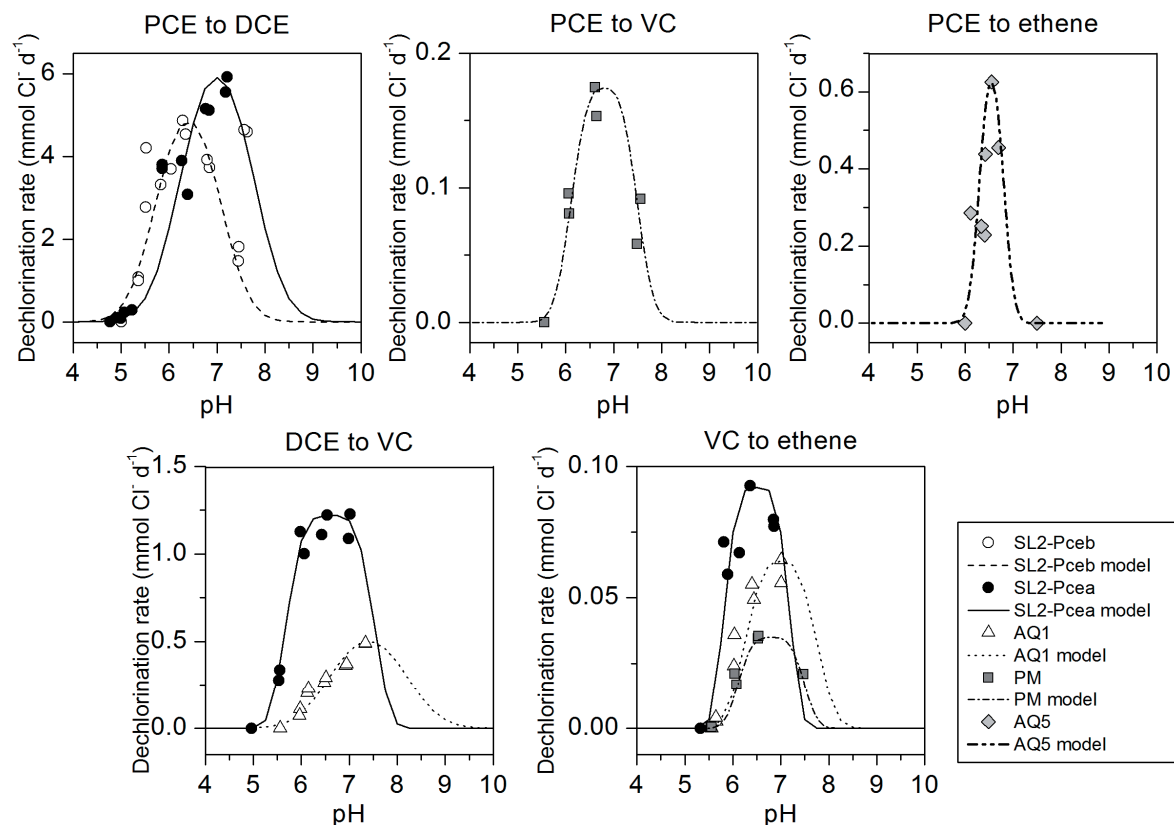 PCE to DCE
PCE to VC
PCE to ethene
Dechlorination rate (mmol Cl⁻ d⁻¹)
6
4
2
0
4 5 6 7 8 9 10
pH
Dechlorination rate (mmol Cl⁻ d⁻¹)
0.2
0.1
0.0
4 5 6 7 8 9 10
pH
Dechlorination rate (mmol Cl⁻ d⁻¹)
0.6
0.4
0.2
0.0
4 5 6 7 8 9 10
pH
DCE to VC
VC to ethene
Dechlorination rate (mmol Cl⁻ d⁻¹)
1.5
1.0
0.5
0.0
4 5 6 7 8 9 10
pH
Dechlorination rate (mmol Cl⁻ d⁻¹)
0.10
0.05
0.00
4 5 6 7 8 9 10
pH
SL2-Pceb
SL2-Pceb model
SL2-Pcea
SL2-Pcea model
AQ1
AQ1 model
PM
PM model
AQ5
AQ5 model